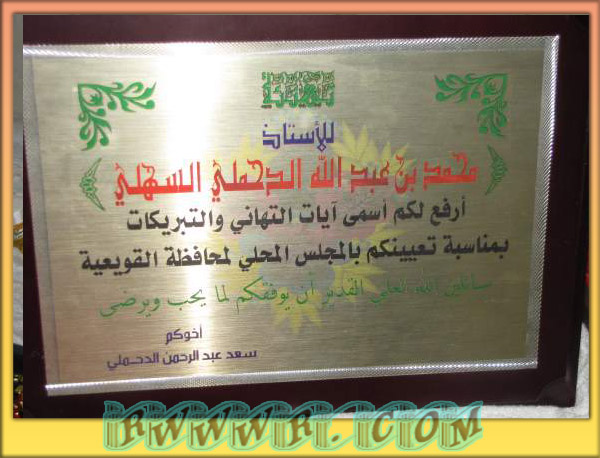 للأستاذ
محمد بن عبد الله الدحملي السهلي
أرفع لكم أسمى آيات التهاني والتبريكات
بمناسبة تعيينكم بالمجلس المحلي لمحافظة القويعية
سائلين الله العلي القدير أن يوفقكم لما يحب ويرضى
أخوكم
سعد عبد الرحمن الدحملي
RWWWR.COM